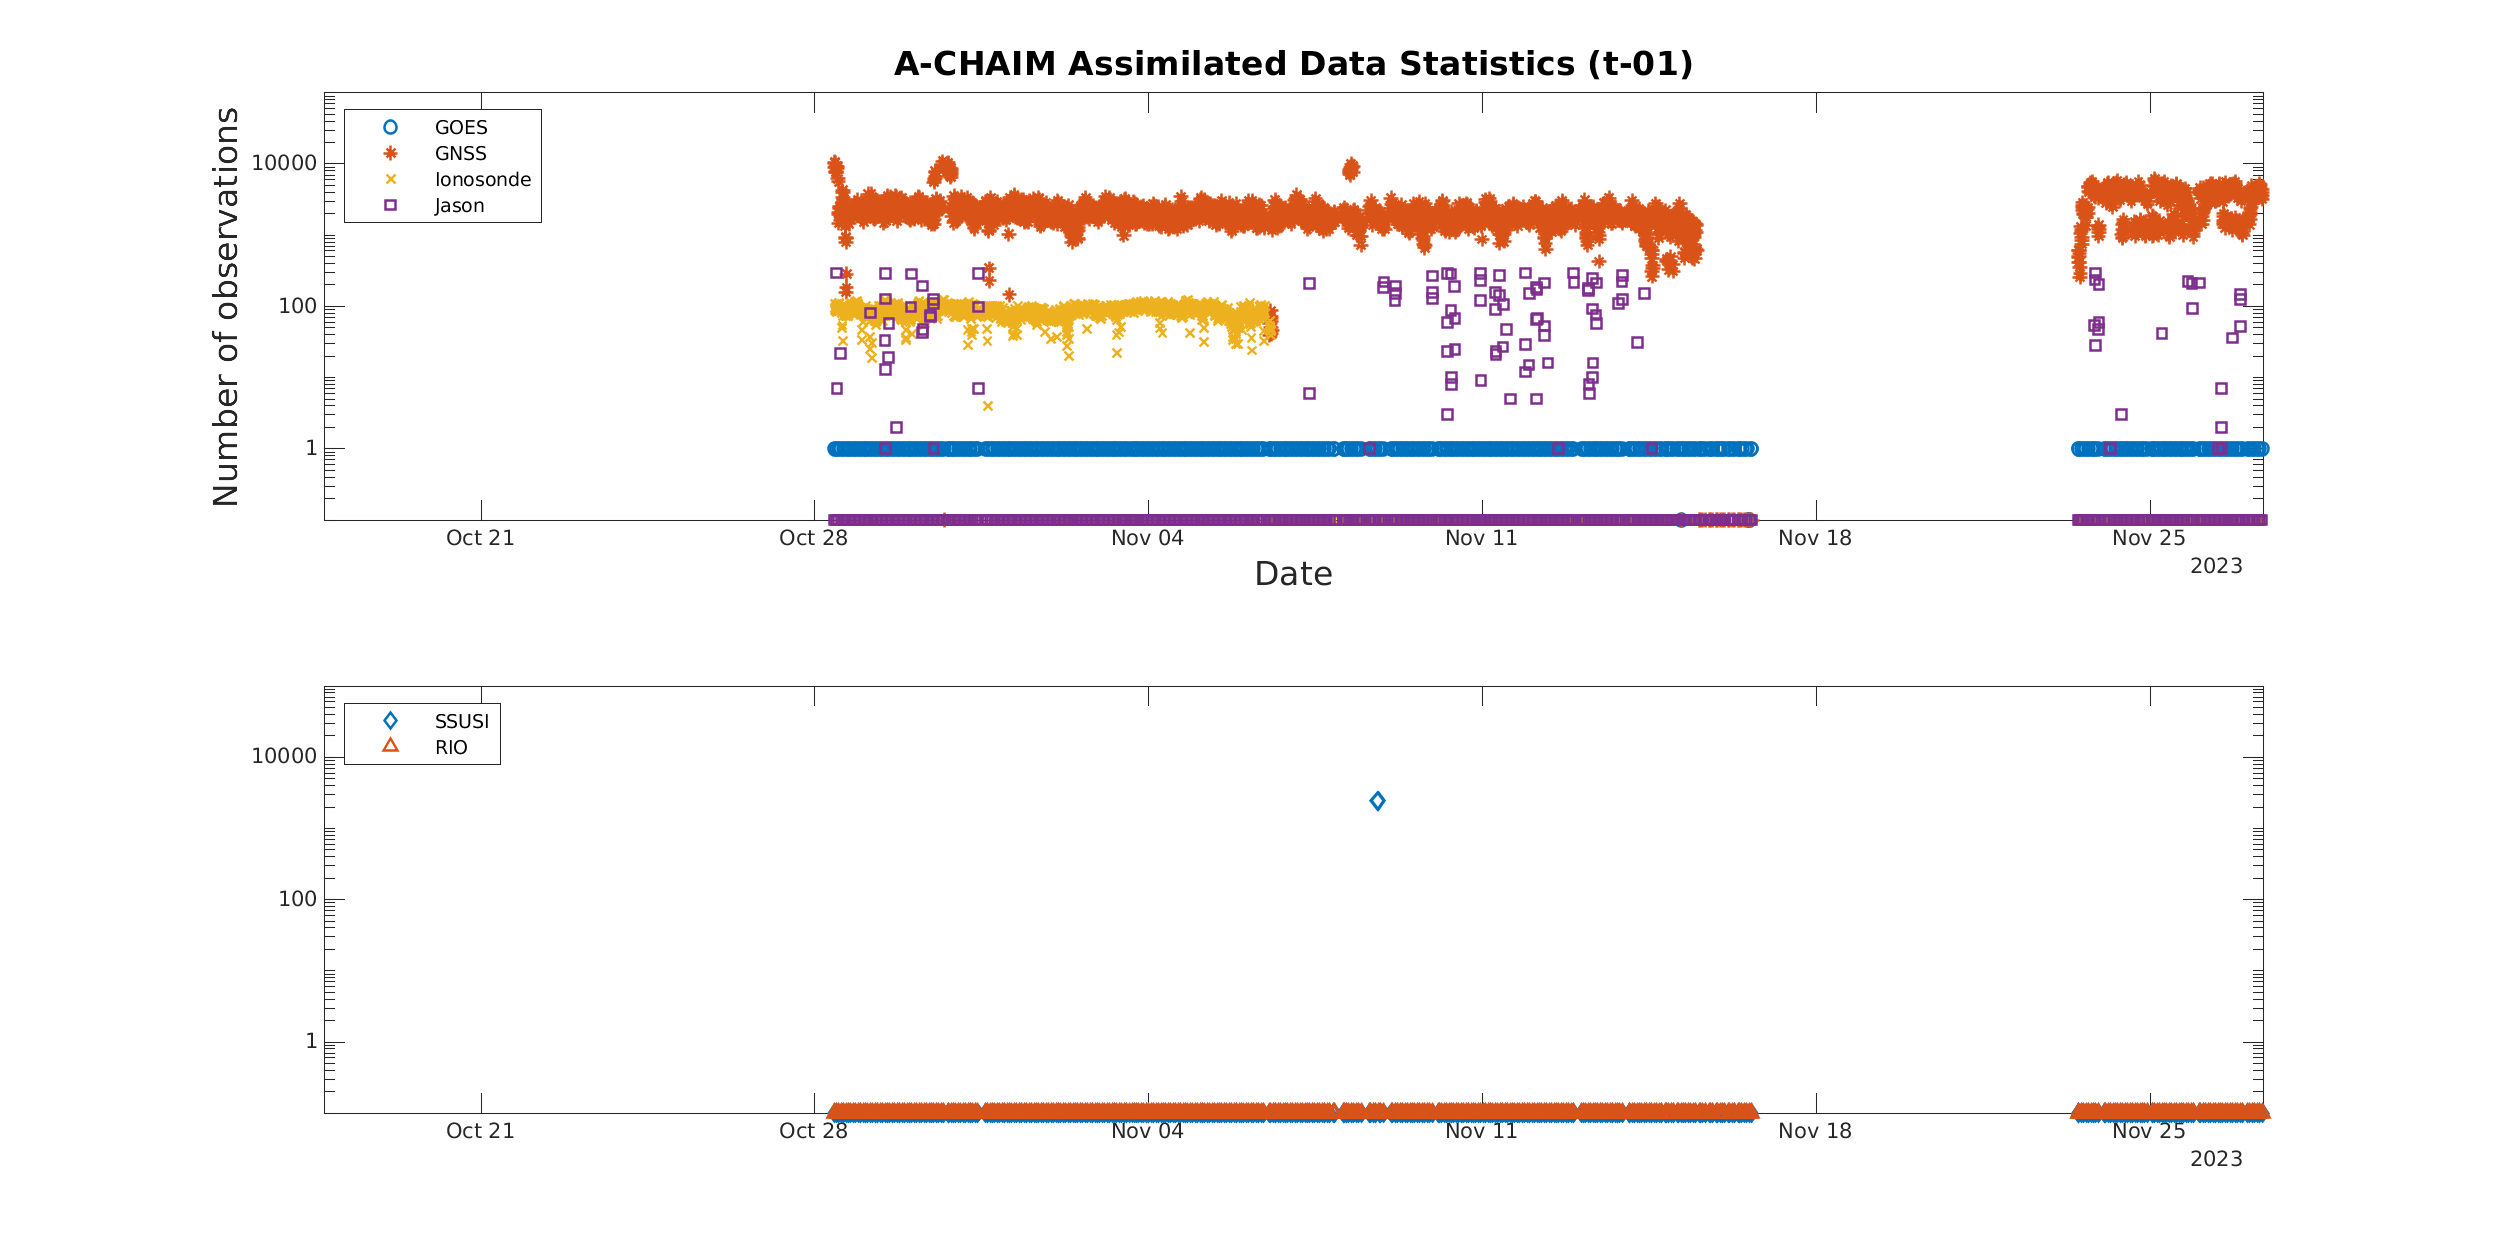 A-CHAIM Assimilated Data Statistics (t-01)
Number of observations
10000
100
1
GOES
GNSS
Ionosonde
Jason
Oct 21
Oct 28
Nov 04
Nov 11
Nov 18
Nov 25
2023
Date
10000
100
1
SSUSI
RIO
Oct 21
Oct 28
Nov 04
Nov 11
Nov 18
Nov 25
2023